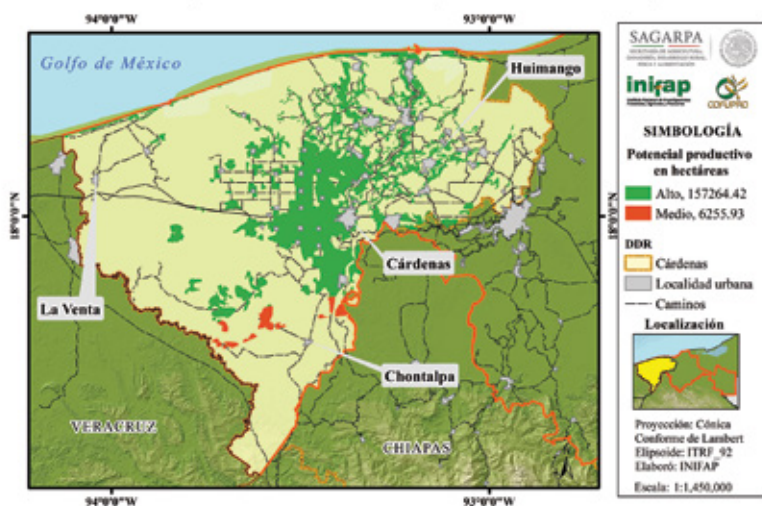 94°0'0"W
93°0'0"W
Golfo de México
Huimango
18°0'0"N
18°0'0"N
Cárdenas
La Venta
Chontalpa
VERACRUZ
CHIAPAS
94°0'0"W
93°0'0"W
SAGARPA
inifap
COFUPRO
SIMBOLOGÍA
Potencial productivo
en hectáreas
Alto, 157264.42
Medio, 6255.93
DDR
Cárdenas
Localidad urbana
Caminos
Localización
Proyección: Cónica
Conforme de Lambert
Elipsoide: ITRF_92
Elaboró: INIFAP
Escala: 1:1,450,000